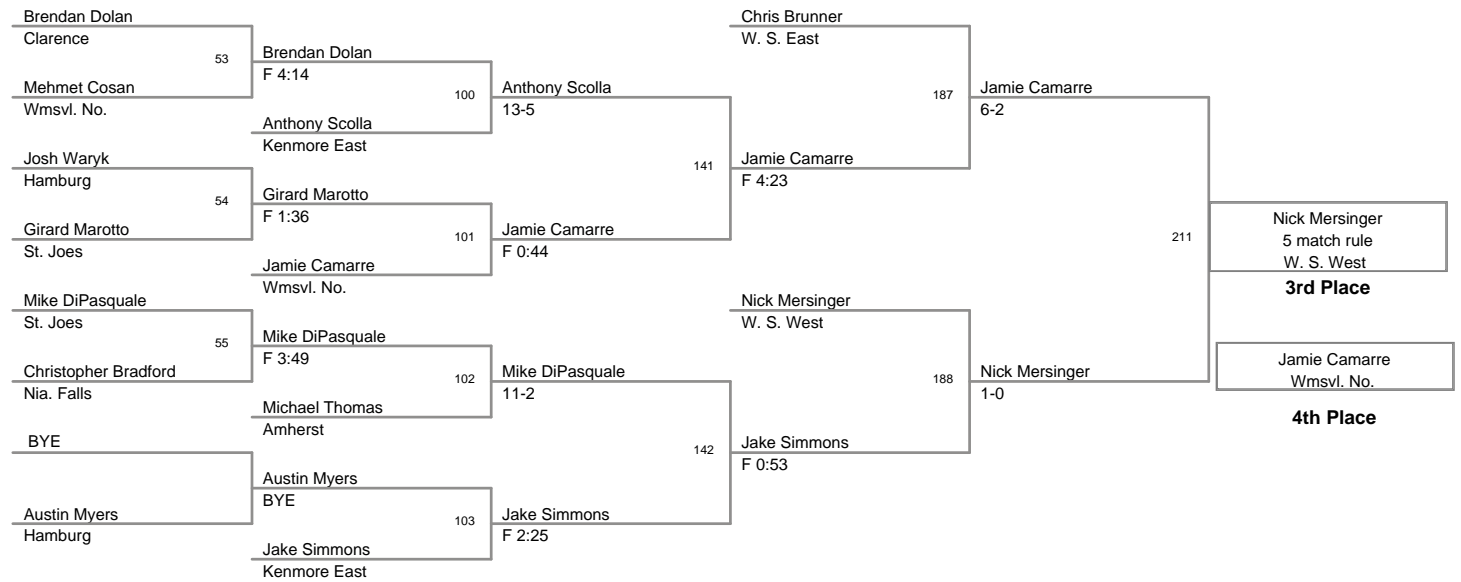 Brendan Dolan
Clarence
53
Mehmet Cosan
Wmsvl. No.
Josh Waryk
Hamburg
54
Girard Marotto
St. Joes
Mike DiPasquale
St. Joes
55
Christopher Bradford
Nia. Falls
BYE
Austin Myers
Hamburg
Brendan Dolan
F 4:14
100
Anthony Scolla
Kenmore East
Girard Marotto
F 1:36
101
Jamie Camarre
Wmsvl. No.
Mike DiPasquale
F 3:49
102
Michael Thomas
Amherst
Austin Myers
BYE
103
Jake Simmons
Kenmore East
Anthony Scolla
13-5
141
Jamie Camarre
F 0:44
Mike DiPasquale
11-2
142
Jake Simmons
F 2:25
Chris Brunner
W. S. East
187
Jamie Camarre
F 4:23
Nick Mersinger
W. S. West
188
Jake Simmons
F 0:53
Jamie Camarre
6-2
211
Nick Mersinger
1-0
Nick Mersinger
5 match rule
W. S. West
3rd Place
Jamie Camarre
Wmsvl. No.
4th Place